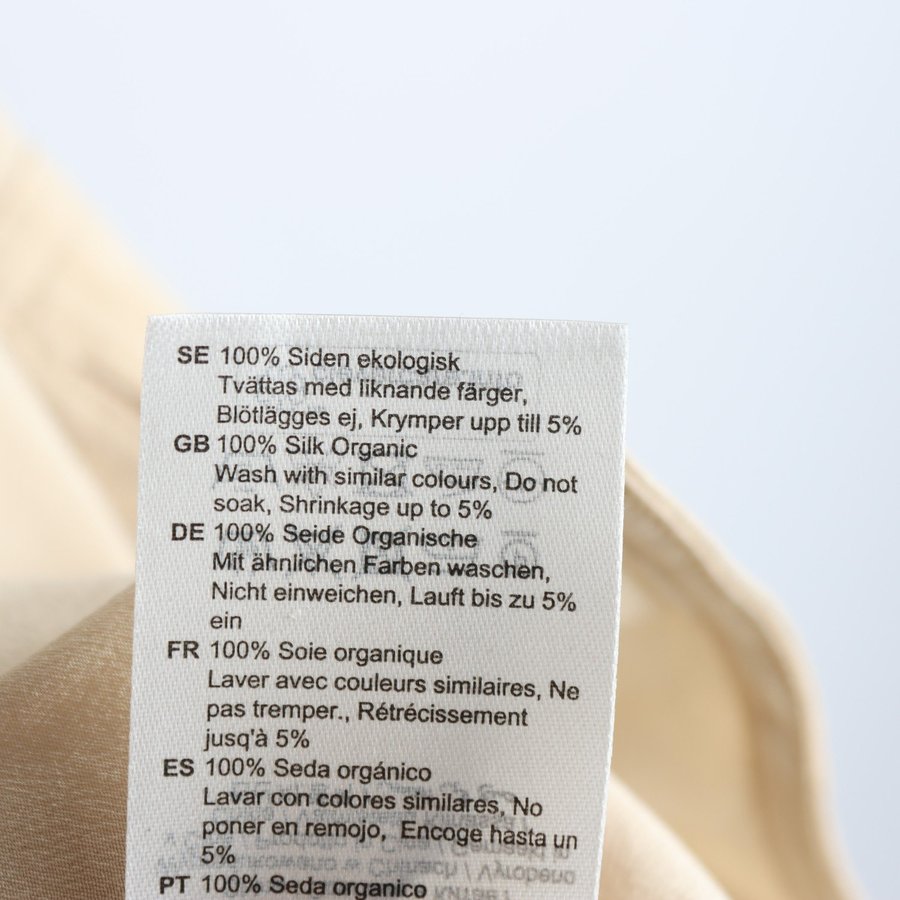 SE 100% Siden ekologisk
Tvättas med liknande färger,
Blötlägges ej, Krymper upp till 5%
GB 100% Silk Organic
Wash with similar colours, Do not
soak, Shrinkage up to 5%
DE 100% Seide Organische
Mit ähnlichen Farben waschen,
Nicht einweichen, Lauft bis zu 5%
ein
FR 100% Soie organique
Laver avec couleurs similaires, Ne
pas tremper., Rétrécissement
jusq'à 5%
ES 100% Seda orgánico
Lavar con colores similares, No
poner en remojo, Encoge hasta un
5%
PT 100% Seda organico